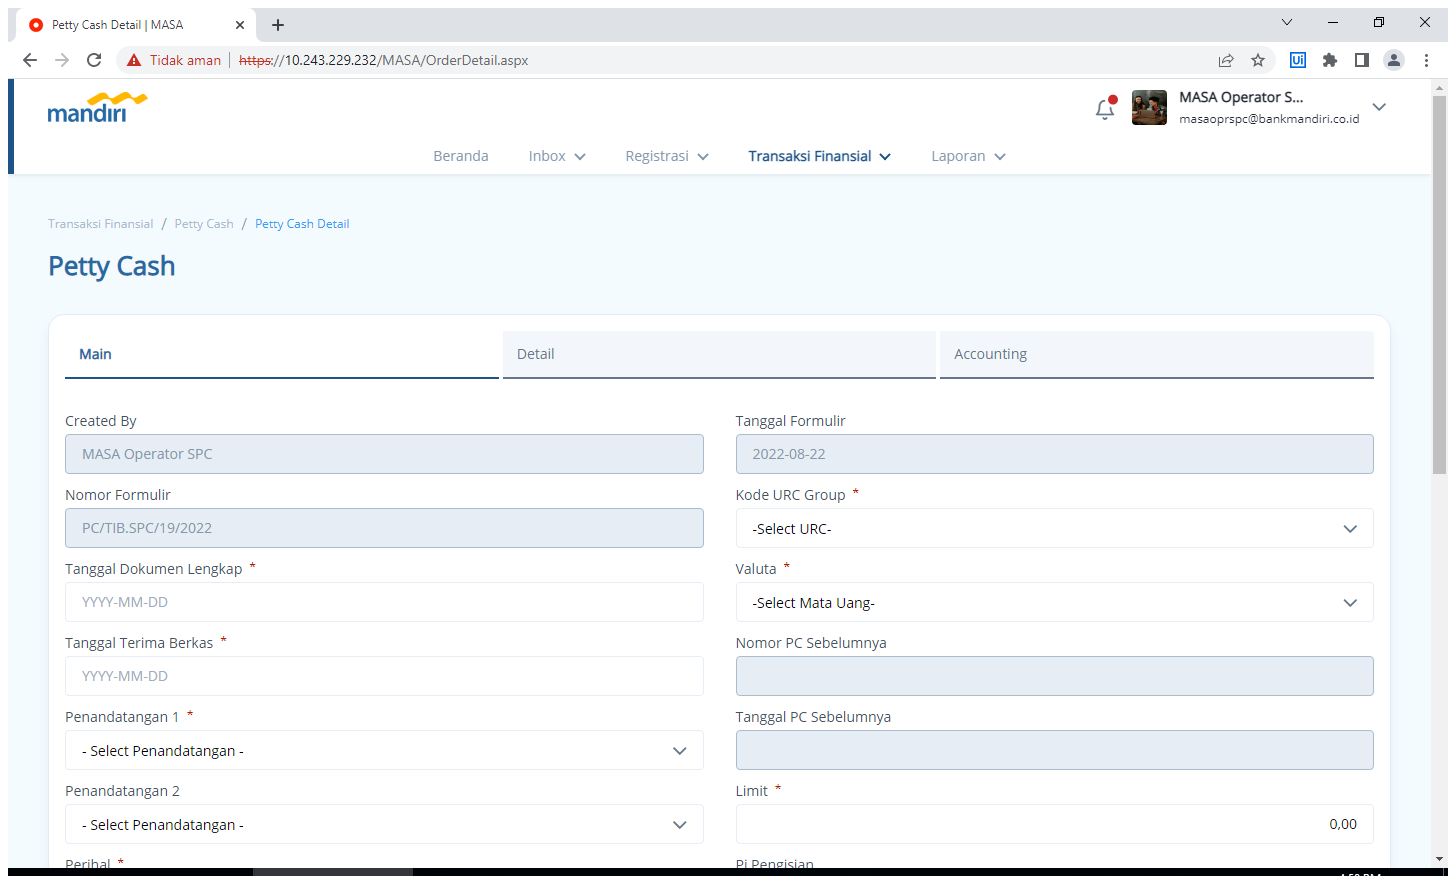 Petty Cash Detail | MASA
Tidak aman
https://10.243.229.232/MASA/OrderDetail.aspx
Ui
mandiri
MASA Operator S...
masaoprspc@bankmandiri.co.id
Beranda
Inbox
Registrasi
Transaksi Finansial
Laporan
Transaksi Finansial / Petty Cash / Petty Cash Detail
Petty Cash
Main
Detail
Accounting
Created By
MASA Operator SPC
Tanggal Formulir
2022-08-22
Nomor Formulir
PC/TIB.SPC/19/2022
Kode URC Group *
-Select URC-
Tanggal Dokumen Lengkap *
YYYY-MM-DD
Valuta *
-Select Mata Uang-
Tanggal Terima Berkas *
YYYY-MM-DD
Nomor PC Sebelumnya
Penandatangan 1 *
- Select Penandatangan -
Tanggal PC Sebelumnya
Penandatangan 2
- Select Penandatangan -
Limit *
0,00
Perihal *
Pj Pengisian